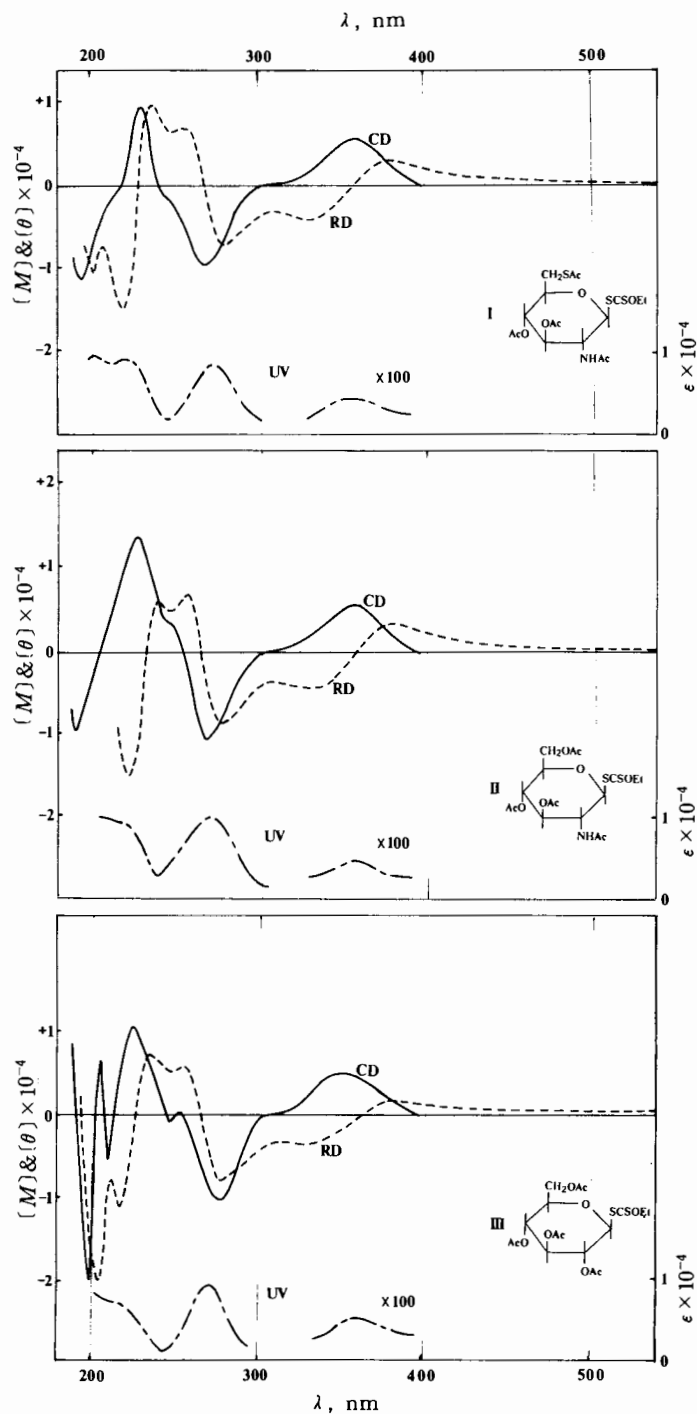 λ, nm
200 300 400 500
+1
0
-1
-2
[M] & [θ] × 10⁻⁴
CD
RD
UV
×100
I
CH₂SAc
O
SCSOEt
OAc
AcO
NHAc
1
0
ε × 10⁻⁴
+2
+1
0
-1
-2
[M] & [θ] × 10⁻⁴
CD
RD
UV
×100
II
CH₂OAc
O
SCSOEt
OAc
AcO
NHAc
1
0
ε × 10⁻⁴
+1
0
-1
-2
[M] & [θ] × 10⁻⁴
CD
RD
UV
×100
III
CH₂OAc
O
SCSOEt
OAc
AcO
OAc
1
0
ε × 10⁻⁴
200 300 400 500
λ, nm